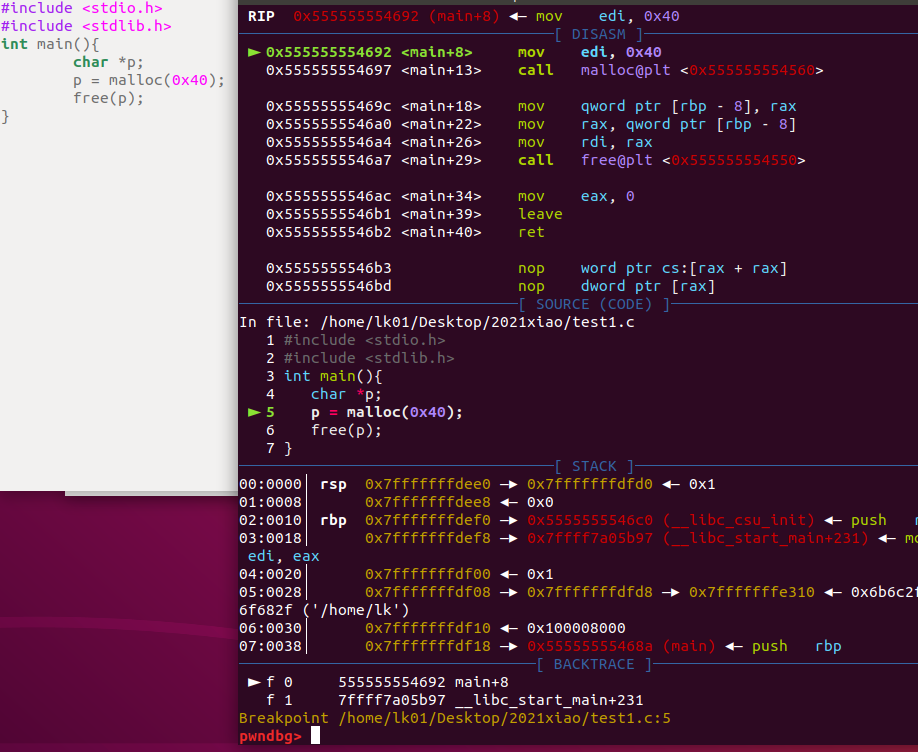 #include <stdio.h>
#include <stdlib.h>
int main(){
char *p;
p = malloc(0x40);
free(p);
}
RIP 0x555555554692 (main+8) ◂— mov edi, 0x40
[ DISASM ]
► 0x555555554692 <main+8> mov edi, 0x40
0x555555554697 <main+13> call malloc@plt <0x555555554560>
0x55555555469c <main+18> mov qword ptr [rbp - 8], rax
0x5555555546a0 <main+22> mov rax, qword ptr [rbp - 8]
0x5555555546a4 <main+26> mov rdi, rax
0x5555555546a7 <main+29> call free@plt <0x555555554550>
0x5555555546ac <main+34> mov eax, 0
0x5555555546b1 <main+39> leave
0x5555555546b2 <main+40> ret
0x5555555546b3 nop word ptr cs:[rax + rax]
0x5555555546bd nop dword ptr [rax]
[ SOURCE (CODE) ]
In file: /home/lk01/Desktop/2021xiao/test1.c
1 #include <stdio.h>
2 #include <stdlib.h>
3 int main(){
4 char *p;
► 5 p = malloc(0x40);
6 free(p);
7 }
[ STACK ]
00:0000│ rsp 0x7fffffffdee0 —▸ 0x7fffffffdfd0 ◂— 0x1
01:0008│ 0x7fffffffdee8 ◂— 0x0
02:0010│ rbp 0x7fffffffdef0 —▸ 0x5555555546c0 (__libc_csu_init) ◂— push r
03:0018│ 0x7fffffffdef8 —▸ 0x7ffff7a05b97 (__libc_start_main+231) ◂— mo
edi, eax
04:0020│ 0x7fffffffdf00 ◂— 0x1
05:0028│ 0x7fffffffdf08 —▸ 0x7fffffffdfd8 —▸ 0x7fffffffe310 ◂— 0x6b6c2f
6f682f ('/home/lk')
06:0030│ 0x7fffffffdf10 ◂— 0x100008000
07:0038│ 0x7fffffffdf18 —▸ 0x55555555468a (main) ◂— push rbp
[ BACKTRACE ]
► f 0 555555554692 main+8
f 1 7ffff7a05b97 __libc_start_main+231
Breakpoint /home/lk01/Desktop/2021xiao/test1.c:5
pwndbg>